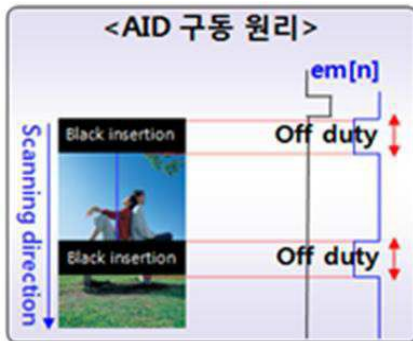 <AID 구동 원리>
em[n]
Black insertion
Off duty
Scanning direction
Black insertion
Off duty